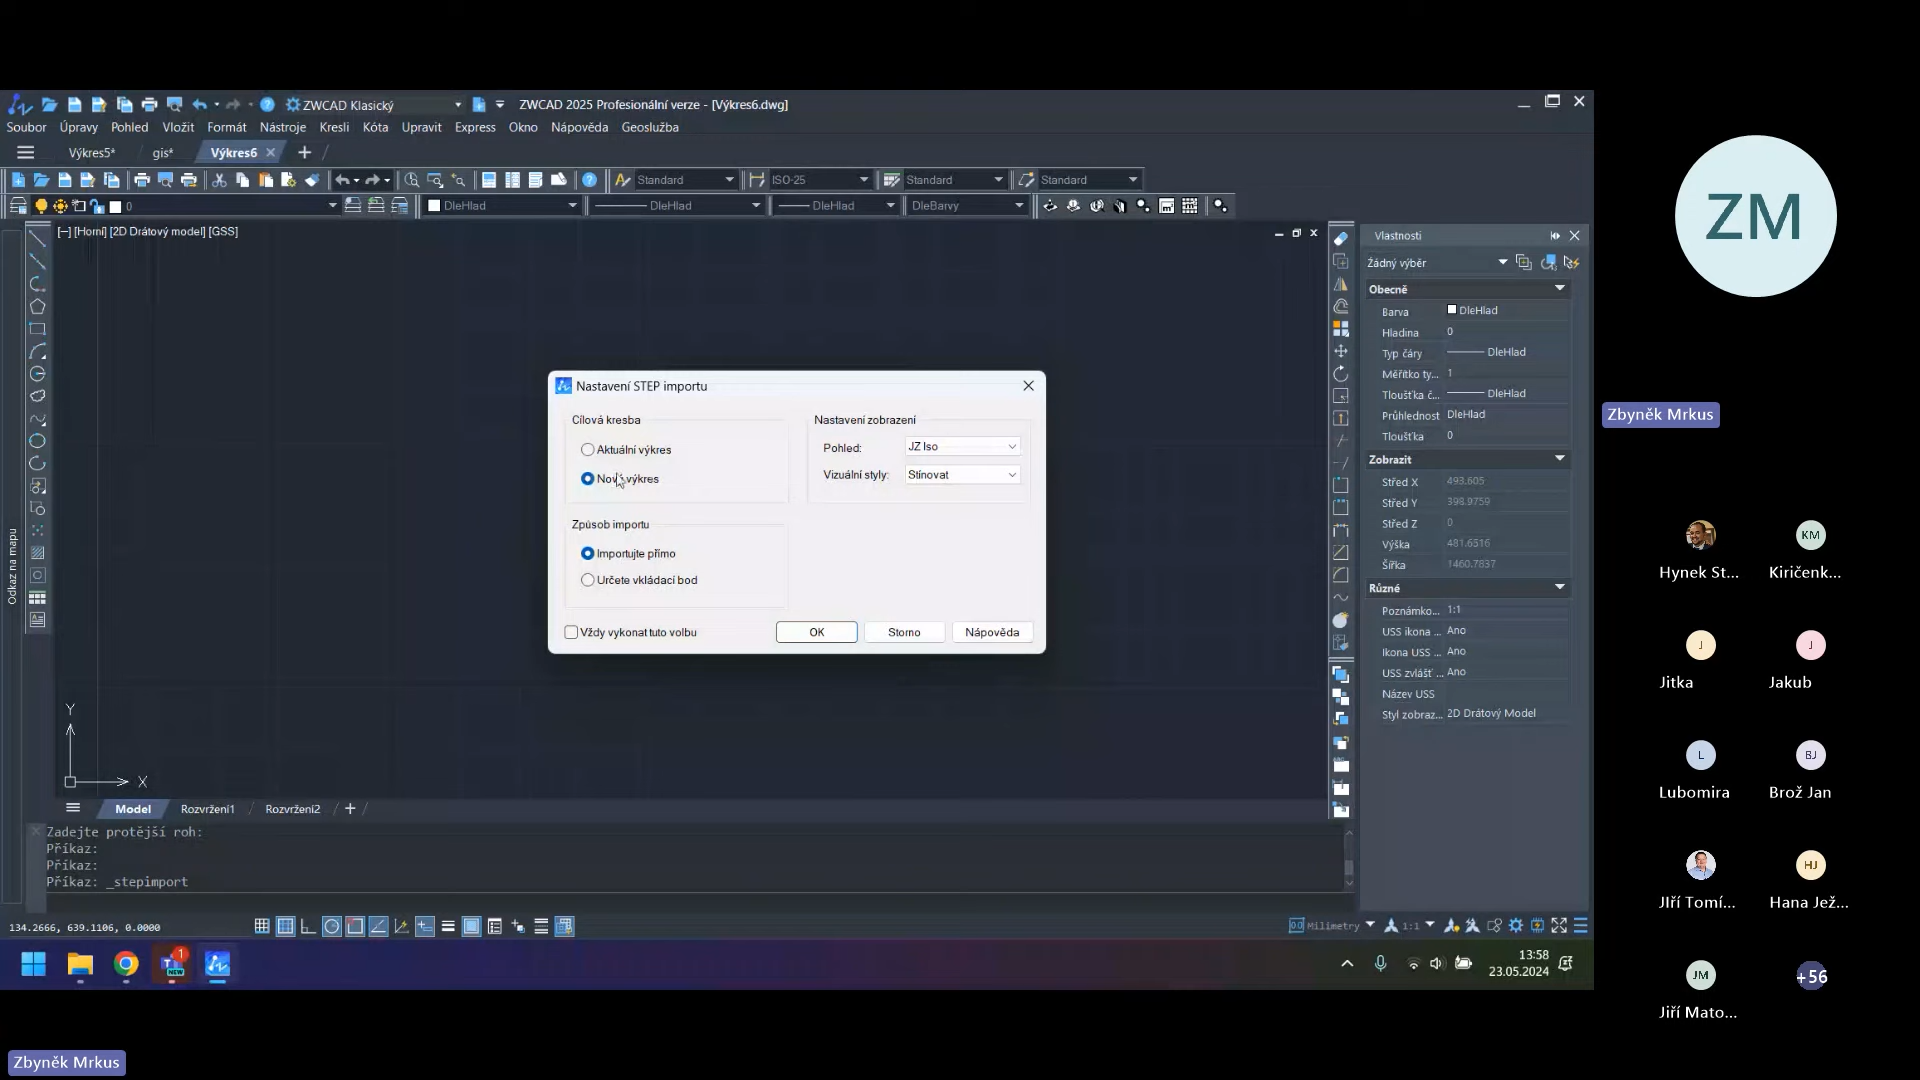 ZWCAD Klasický
ZWCAD 2025 Profesionální verze - [Výkres6.dwg]
Soubor Úpravy Pohled Vložit Formát Nástroje Kresli Kóta Upravit Express Okno Nápověda Geoslužba
Výkres5* gis* Výkres6
Standard ISO-25 Standard Standard
0 DleHlad DleHlad DleHlad DleBarvy
[−] [Horní] [2D Drátový model] [GSS]
Odkaz na mapu
Nastavení STEP importu
Cílová kresba
Aktuální výkres
Nový výkres
Způsob importu
Importujte přímo
Určete vkládací bod
Nastavení zobrazení
Pohled: JZ Iso
Vizuální styly: Stínovat
Vždy vykonat tuto volbu
OK Storno Nápověda
Y
X
Model Rozvržení1 Rozvržení2
Zadejte protější roh:
Příkaz:
Příkaz:
Příkaz: _stepimport
134.2666, 639.1106, 0.0000
Milimetry 1:1
Vlastnosti
Žádný výběr
Obecně
Barva DleHlad
Hladina 0
Typ čáry DleHlad
Měřítko ty... 1
Tloušťka č... DleHlad
Průhlednost DleHlad
Tloušťka 0
Zobrazit
Střed X 493.605
Střed Y 398.9759
Střed Z 0
Výška 481.6516
Šířka 1460.7837
Různé
Poznámko... 1:1
USS ikona ... Ano
Ikona USS ... Ano
USS zvlášť ... Ano
Název USS
Styl zobraz... 2D Drátový Model
1
NEW
13:58
23.05.2024
ZM
Zbyněk Mrkus
KM
Hynek St... Kiričenk...
J J
Jitka Jakub
L BJ
Lubomira Brož Jan
HJ
JIří Tomí... Hana Jež...
JM +56
Jiří Mato...
Zbyněk Mrkus